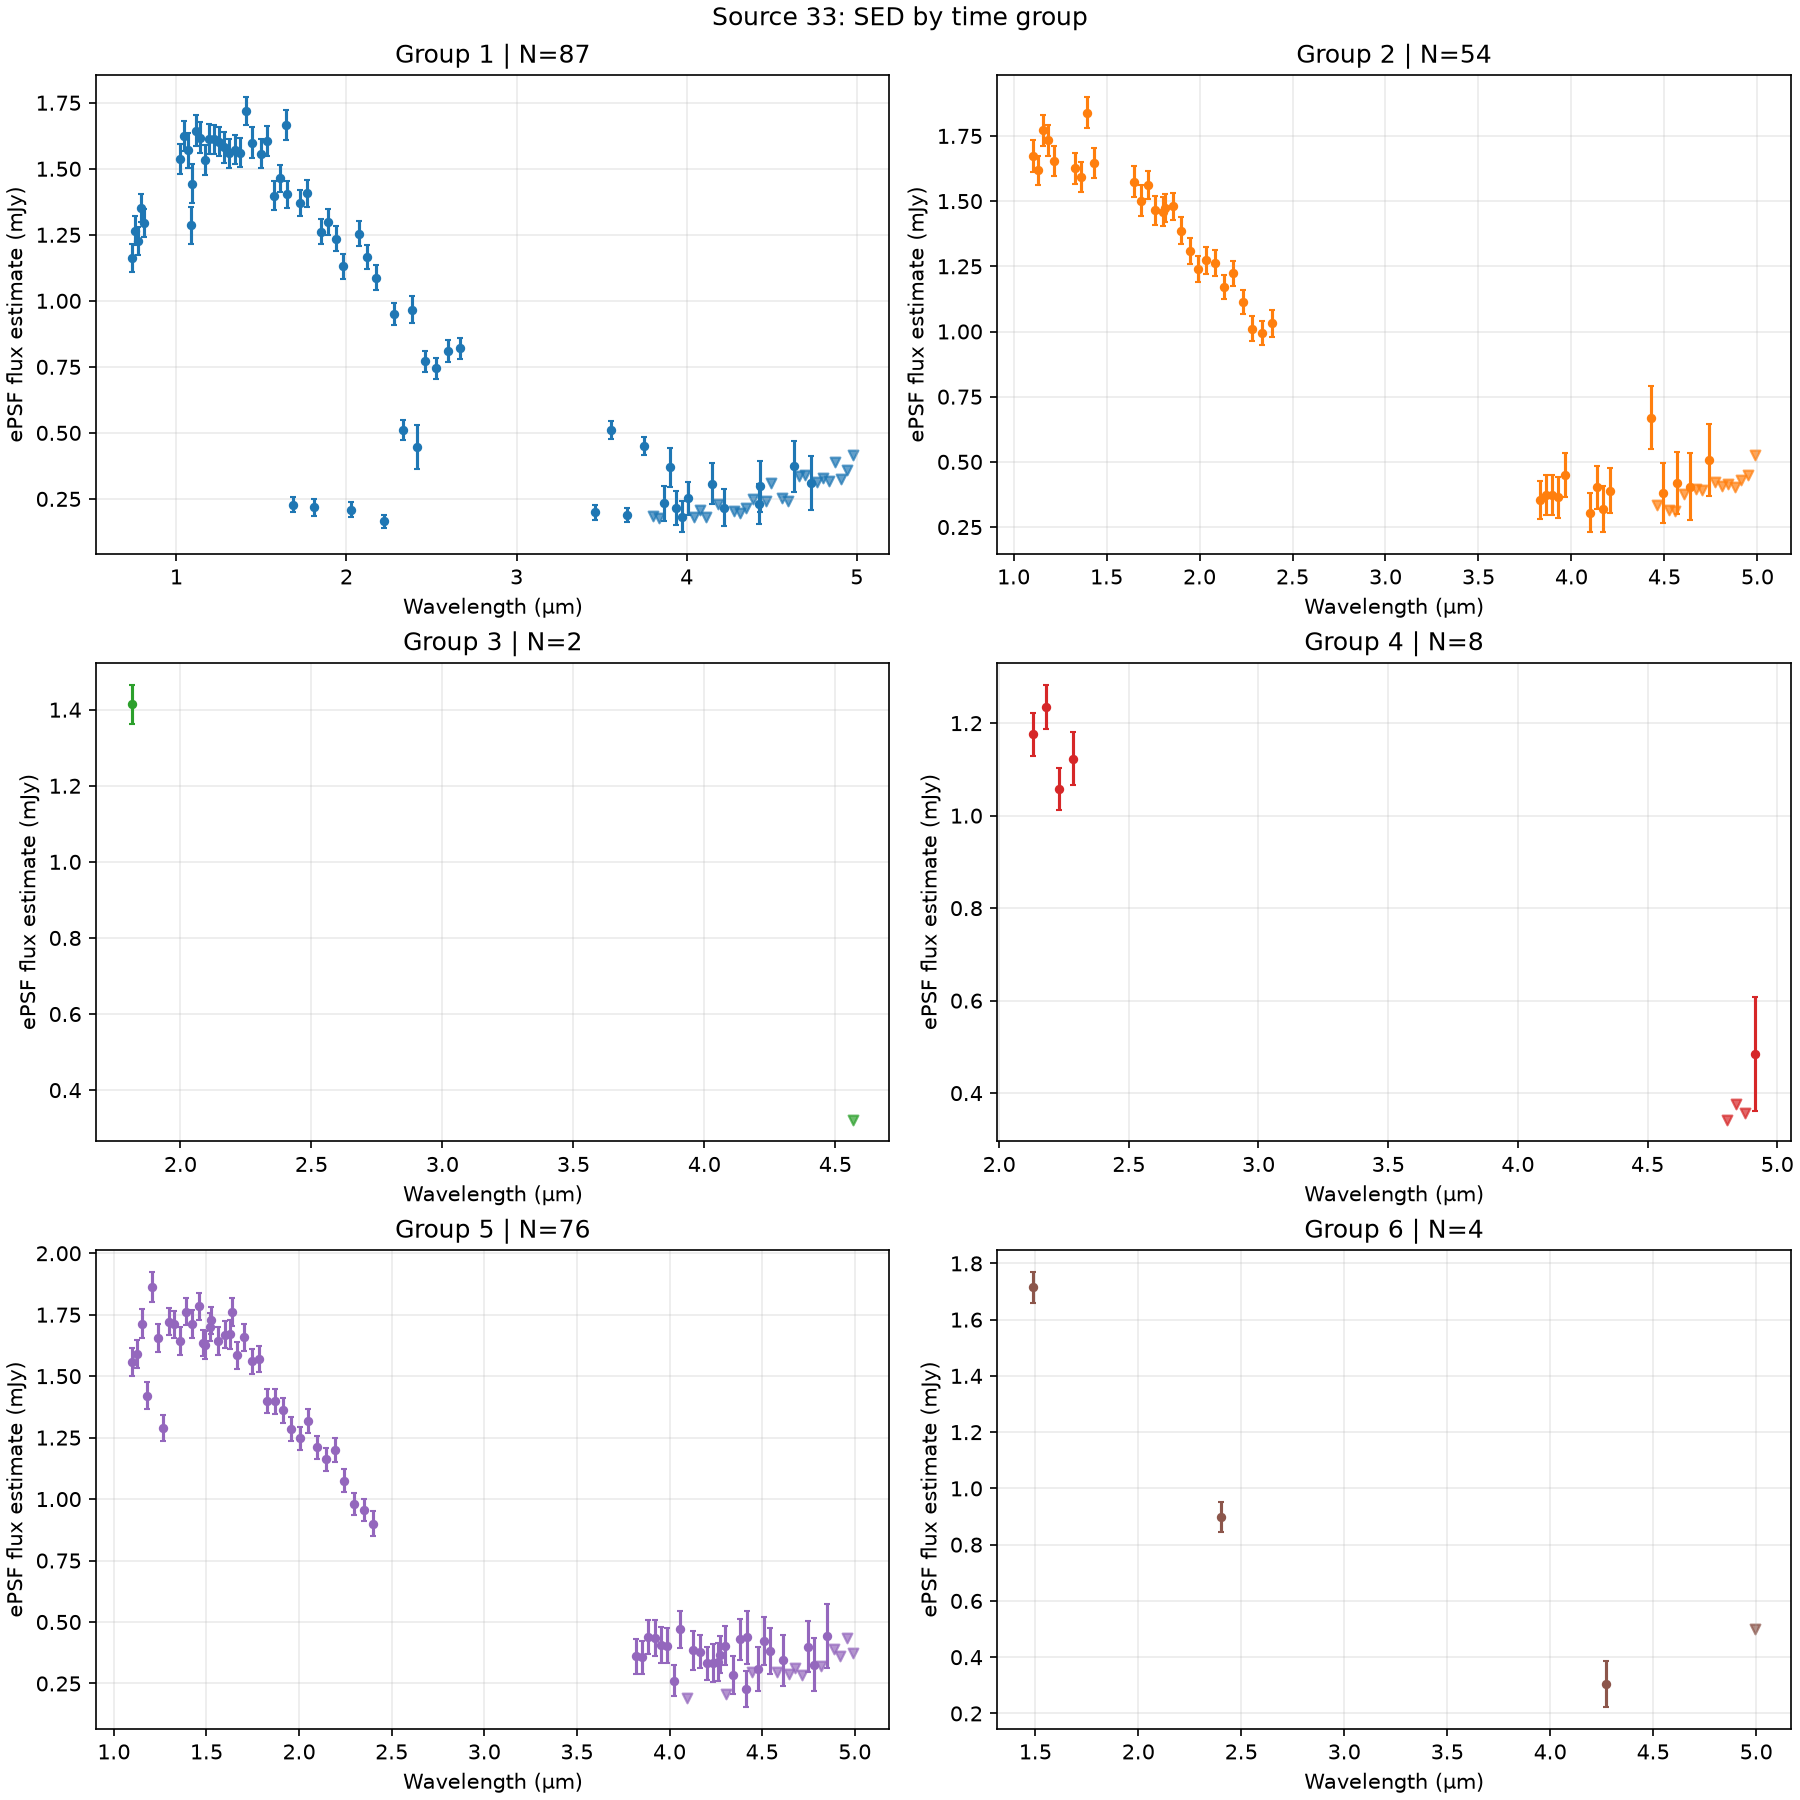 Source 33: SED by time group
Group 1 | N=87
ePSF flux estimate (mJy)
1.75
1.50
1.25
1.00
0.75
0.50
0.25
1 2 3 4 5
Wavelength (μm)
Group 2 | N=54
ePSF flux estimate (mJy)
1.75
1.50
1.25
1.00
0.75
0.50
0.25
1.0 1.5 2.0 2.5 3.0 3.5 4.0 4.5 5.0
Wavelength (μm)
Group 3 | N=2
ePSF flux estimate (mJy)
1.4
1.2
1.0
0.8
0.6
0.4
2.0 2.5 3.0 3.5 4.0 4.5
Wavelength (μm)
Group 4 | N=8
ePSF flux estimate (mJy)
1.2
1.0
0.8
0.6
0.4
2.0 2.5 3.0 3.5 4.0 4.5 5.0
Wavelength (μm)
Group 5 | N=76
ePSF flux estimate (mJy)
2.00
1.75
1.50
1.25
1.00
0.75
0.50
0.25
1.0 1.5 2.0 2.5 3.0 3.5 4.0 4.5 5.0
Wavelength (μm)
Group 6 | N=4
ePSF flux estimate (mJy)
1.8
1.6
1.4
1.2
1.0
0.8
0.6
0.4
0.2
1.5 2.0 2.5 3.0 3.5 4.0 4.5 5.0
Wavelength (μm)